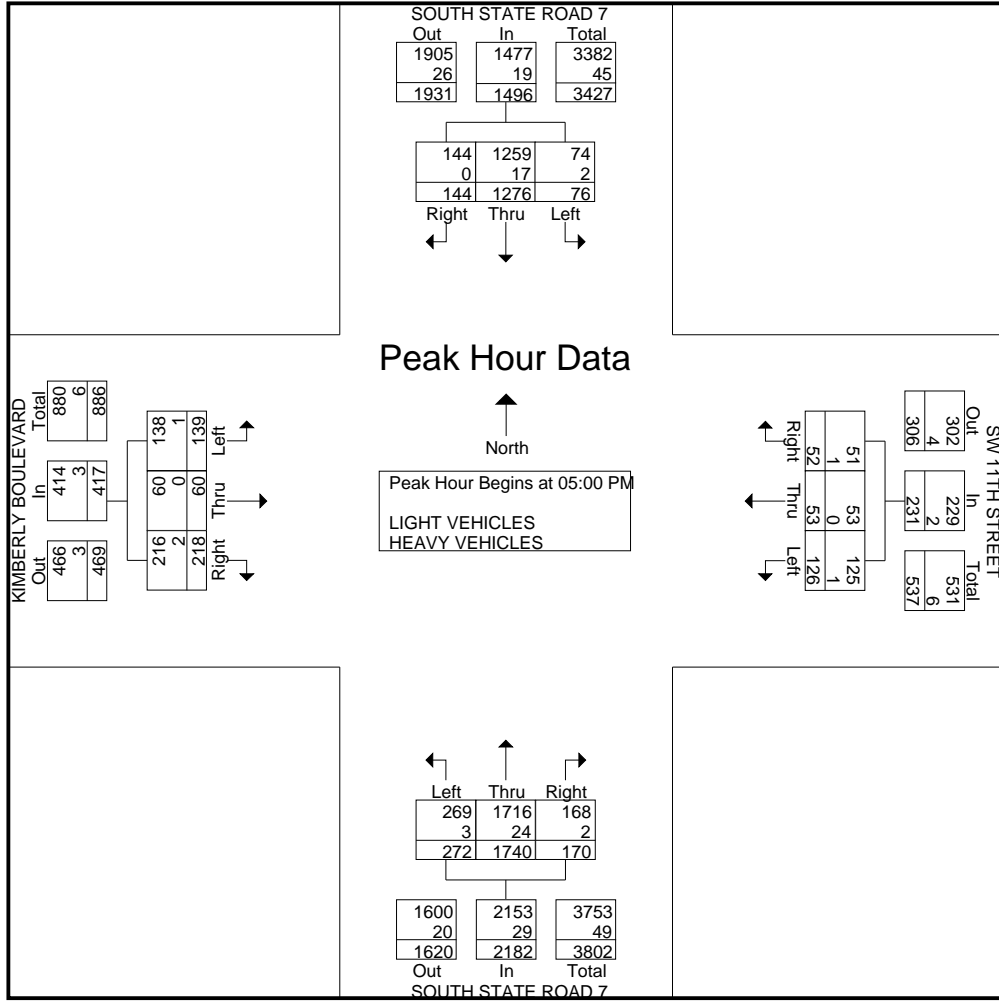 SOUTH STATE ROAD 7
Out In Total
1905 1477 3382
26 19 45
1931 1496 3427
144 1259 74
0 17 2
144 1276 76
Right Thru Left
Peak Hour Data
North
Peak Hour Begins at 05:00 PM
LIGHT VEHICLES
HEAVY VEHICLES
KIMBERLY BOULEVARD
Out In Total
466 414 880
3 3 6
469 417 886
216 60 138
2 0 1
218 60 139
Right Thru Left
SW 11TH STREET
Out In Total
302 229 531
4 2 6
306 231 537
51 53 125
1 0 1
52 53 126
Right Thru Left
Left Thru Right
269 1716 168
3 24 2
272 1740 170
1600 2153 3753
20 29 49
1620 2182 3802
Out In Total
SOUTH STATE ROAD 7